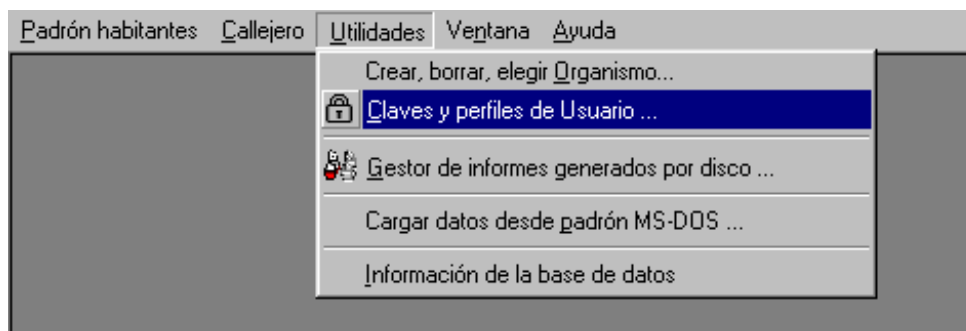 Padrón habitantes Callejero Utilidades Ventana Ayuda
Crear, borrar, elegir Organismo...
Claves y perfiles de Usuario ...
Gestor de informes generados por disco ...
Cargar datos desde padrón MS-DOS ...
Información de la base de datos